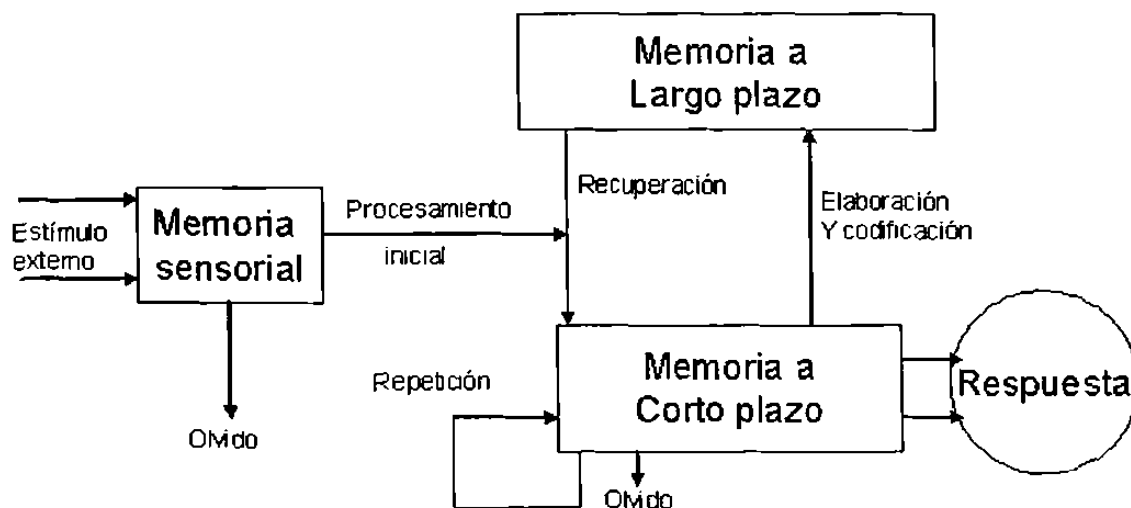 Memoria a
Largo plazo
Recuperación
Elaboración
Y codificación
Procesamiento
inicial
Estímulo
externo
Memoria
sensorial
Olvido
Repetición
Memoria a
Corto plazo
Respuesta
Olvido